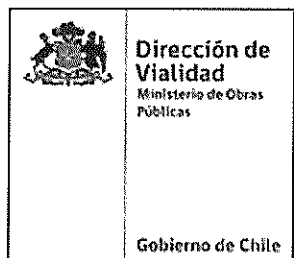 Dirección de
Vialidad
Ministerio de Obras
Públicas
Gobierno de Chile